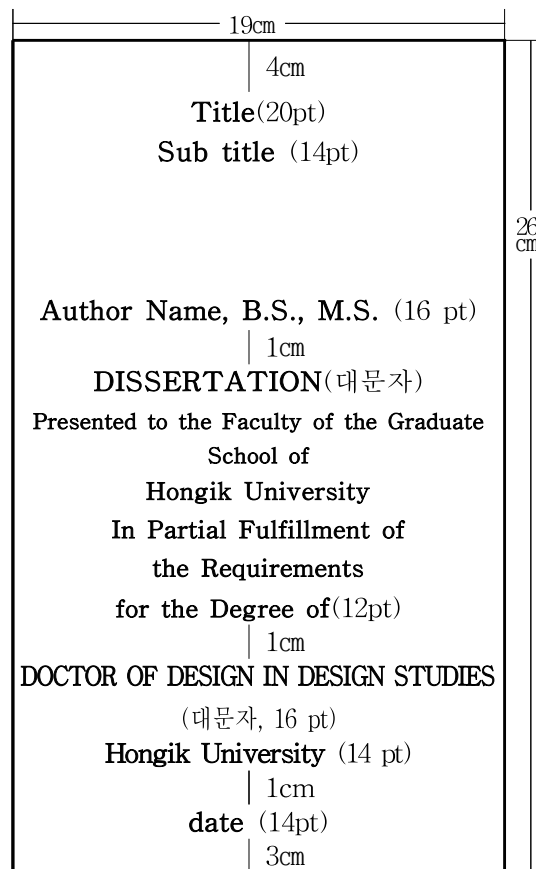 19cm
4cm
Title(20pt)
Sub title (14pt)
26
cm
Author Name, B.S., M.S. (16 pt)
1cm
DISSERTATION(대문자)
Presented to the Faculty of the Graduate
School of
Hongik University
In Partial Fulfillment of
the Requirements
for the Degree of(12pt)
1cm
DOCTOR OF DESIGN IN DESIGN STUDIES
(대문자, 16 pt)
Hongik University (14 pt)
1cm
date (14pt)
3cm